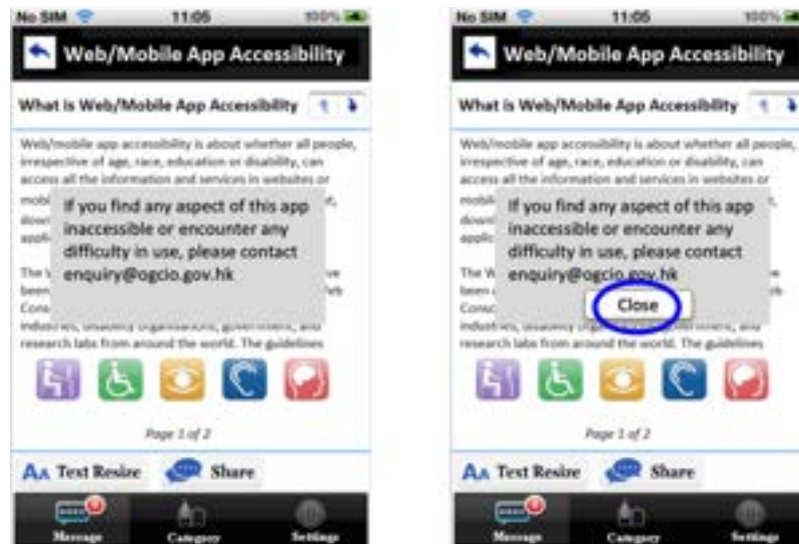 No SIM 11:05 100%
Web/Mobile App Accessibility
What is Web/Mobile App Accessibility
Web/mobile app accessibility is about whether all people,
irrespective of age, race, education or disability, can
access all the information and services in websites or
If you find any aspect of this app
inaccessible or encounter any
difficulty in use, please contact
enquiry@ogcio.gov.hk
research labs from around the world. The guidelines
Page 1 of 2
AA Text Resize Share
Message Category Settings
No SIM 11:05 100%
Web/Mobile App Accessibility
What is Web/Mobile App Accessibility
Web/mobile app accessibility is about whether all people,
irrespective of age, race, education or disability, can
access all the information and services in websites or
If you find any aspect of this app
inaccessible or encounter any
difficulty in use, please contact
enquiry@ogcio.gov.hk
Close
research labs from around the world. The guidelines
Page 1 of 2
AA Text Resize Share
Message Category Settings